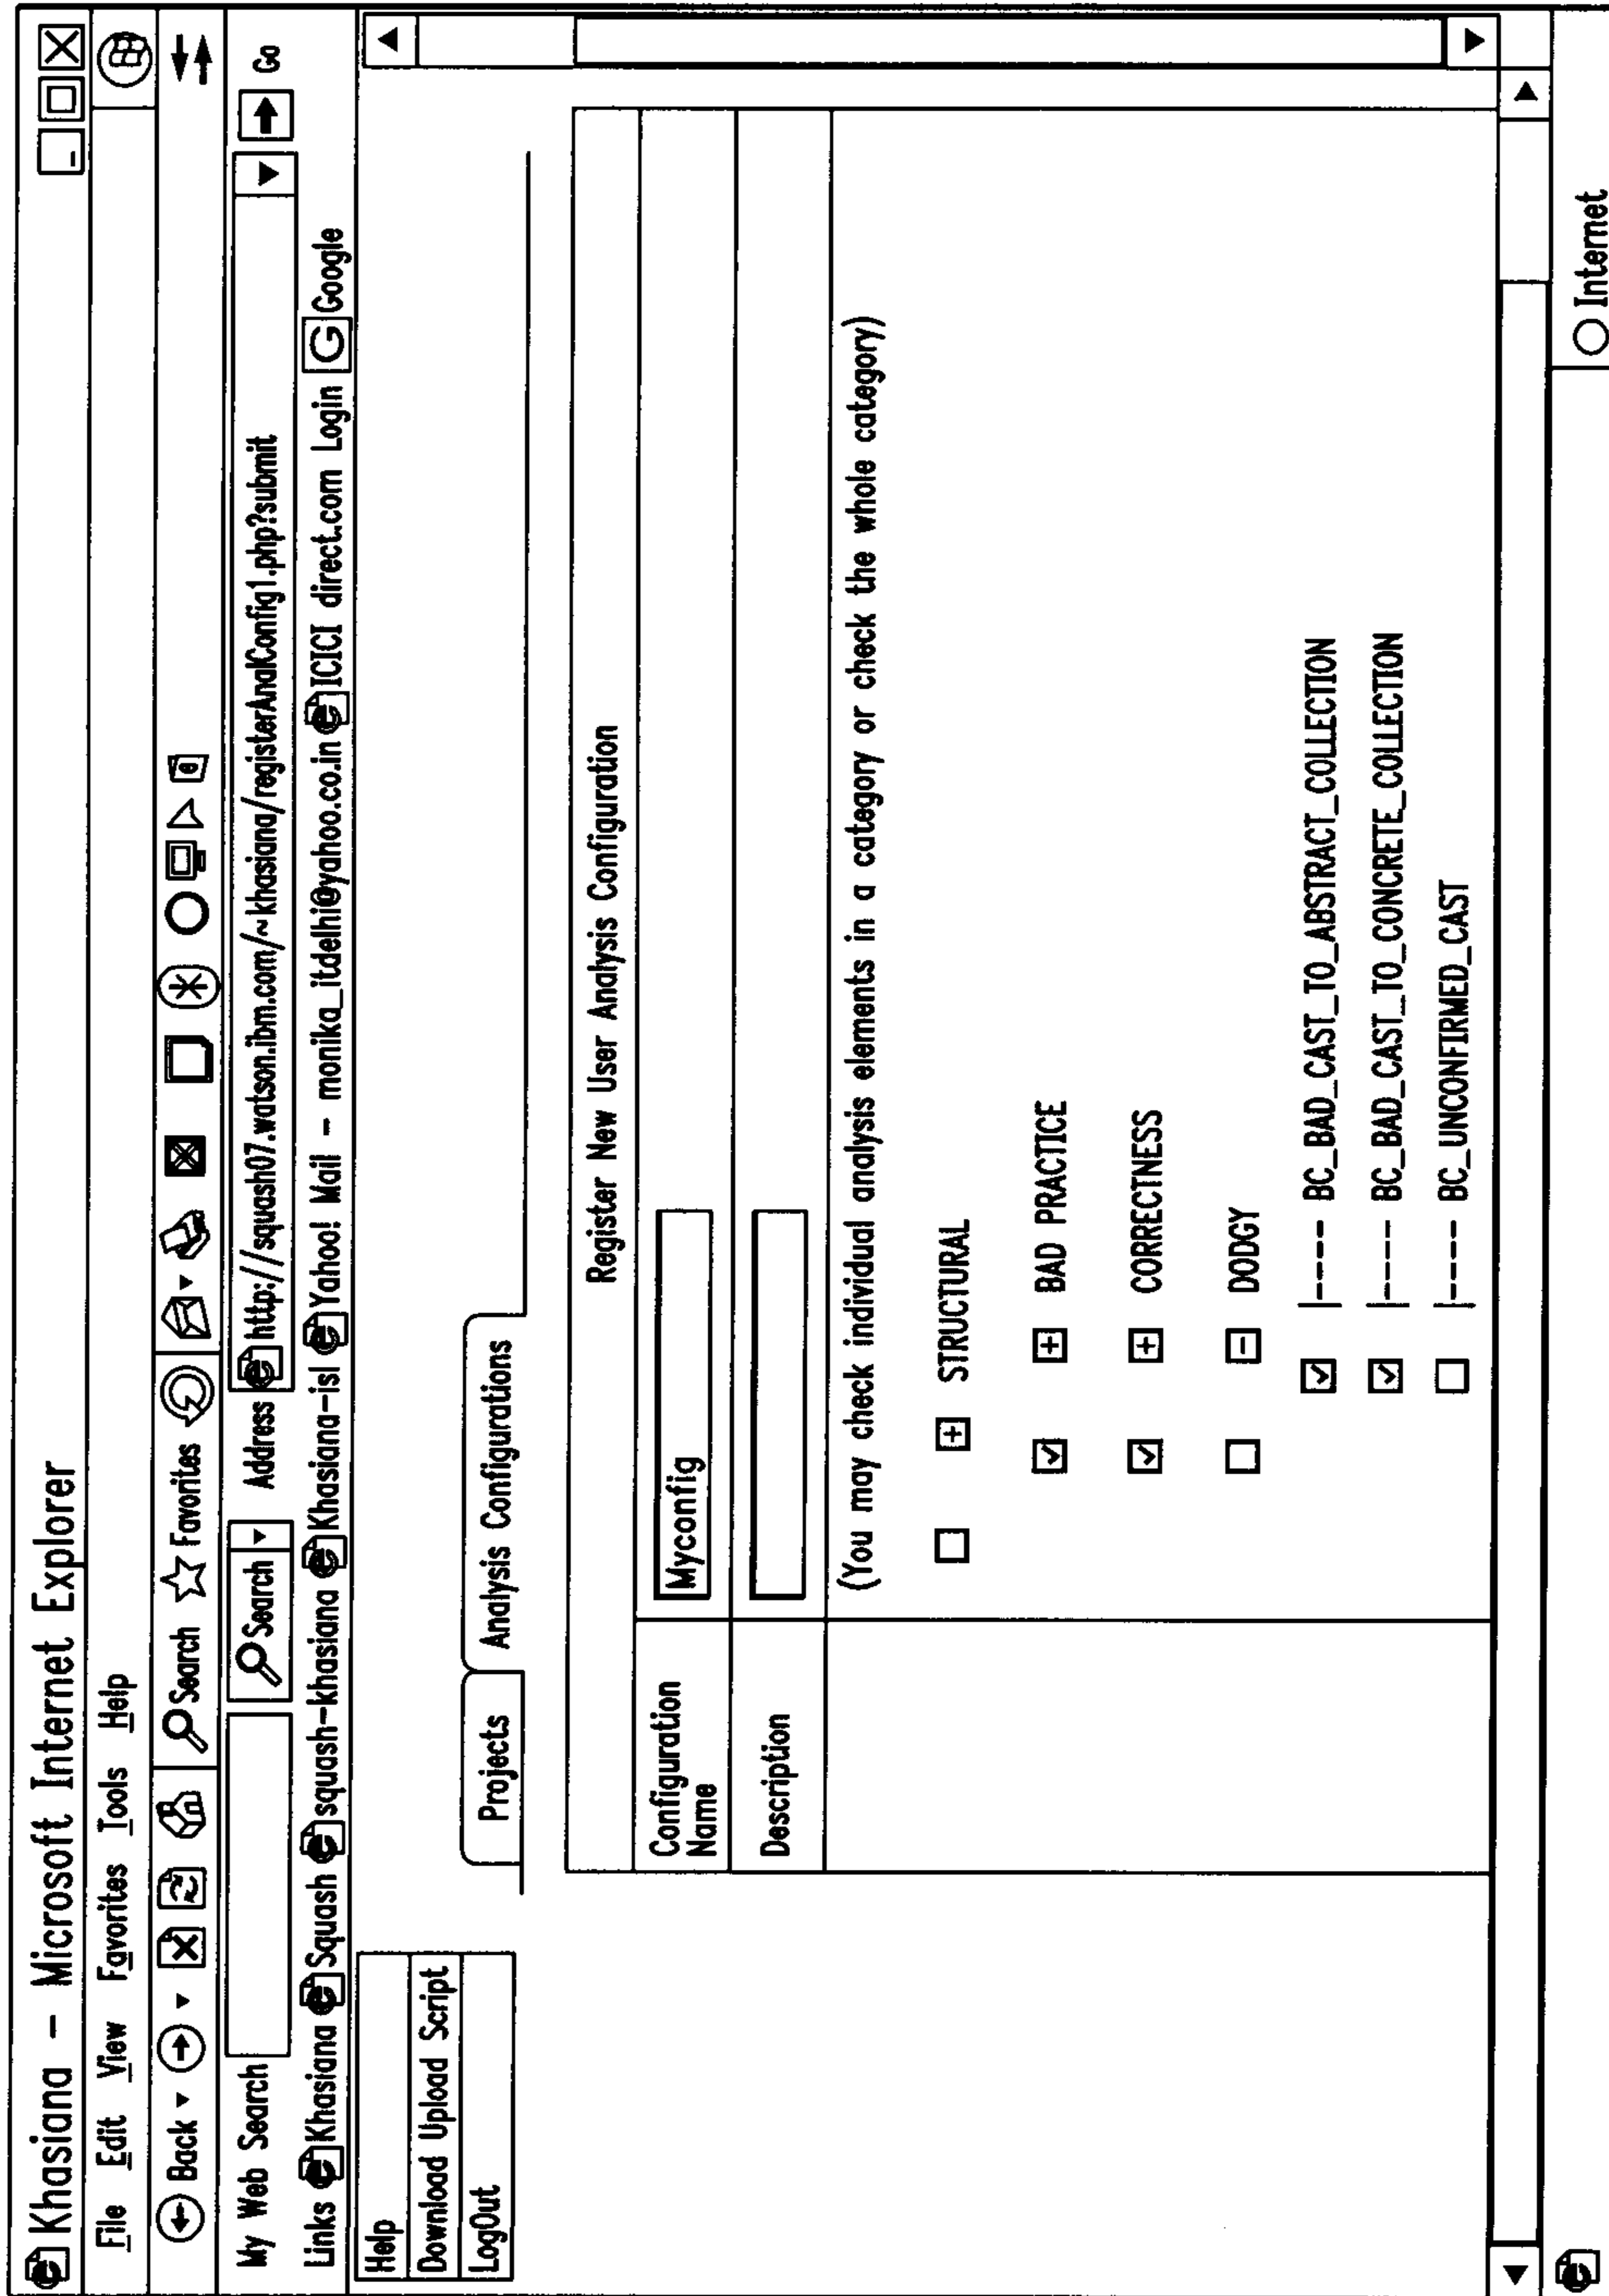 Khasiana – Microsoft Internet Explorer
File Edit View Favorites Tools Help
Back Search Favorites
My Web Search Search Address http://squash07.watson.ibm.com/~khasiana/registerAnalConfig1.php?submit Go
Links Khasiana Squash squash-khasiana Khasiana-isl Yahoo! Mail – monika_itdelhi@yahoo.co.in ICICI direct.com Login G Google
Help
Download Upload Script
LogOut
Projects Analysis Configurations
Register New User Analysis Configuration
Configuration
Name
Myconfig
Description
(You may check individual analysis elements in a category or check the whole category)
STRUCTURAL
BAD PRACTICE
CORRECTNESS
DODGY
|---- BC_BAD_CAST_TO_ABSTRACT_COLLECTION
|---- BC_BAD_CAST_TO_CONCRETE_COLLECTION
|---- BC_UNCONFIRMED_CAST
Internet